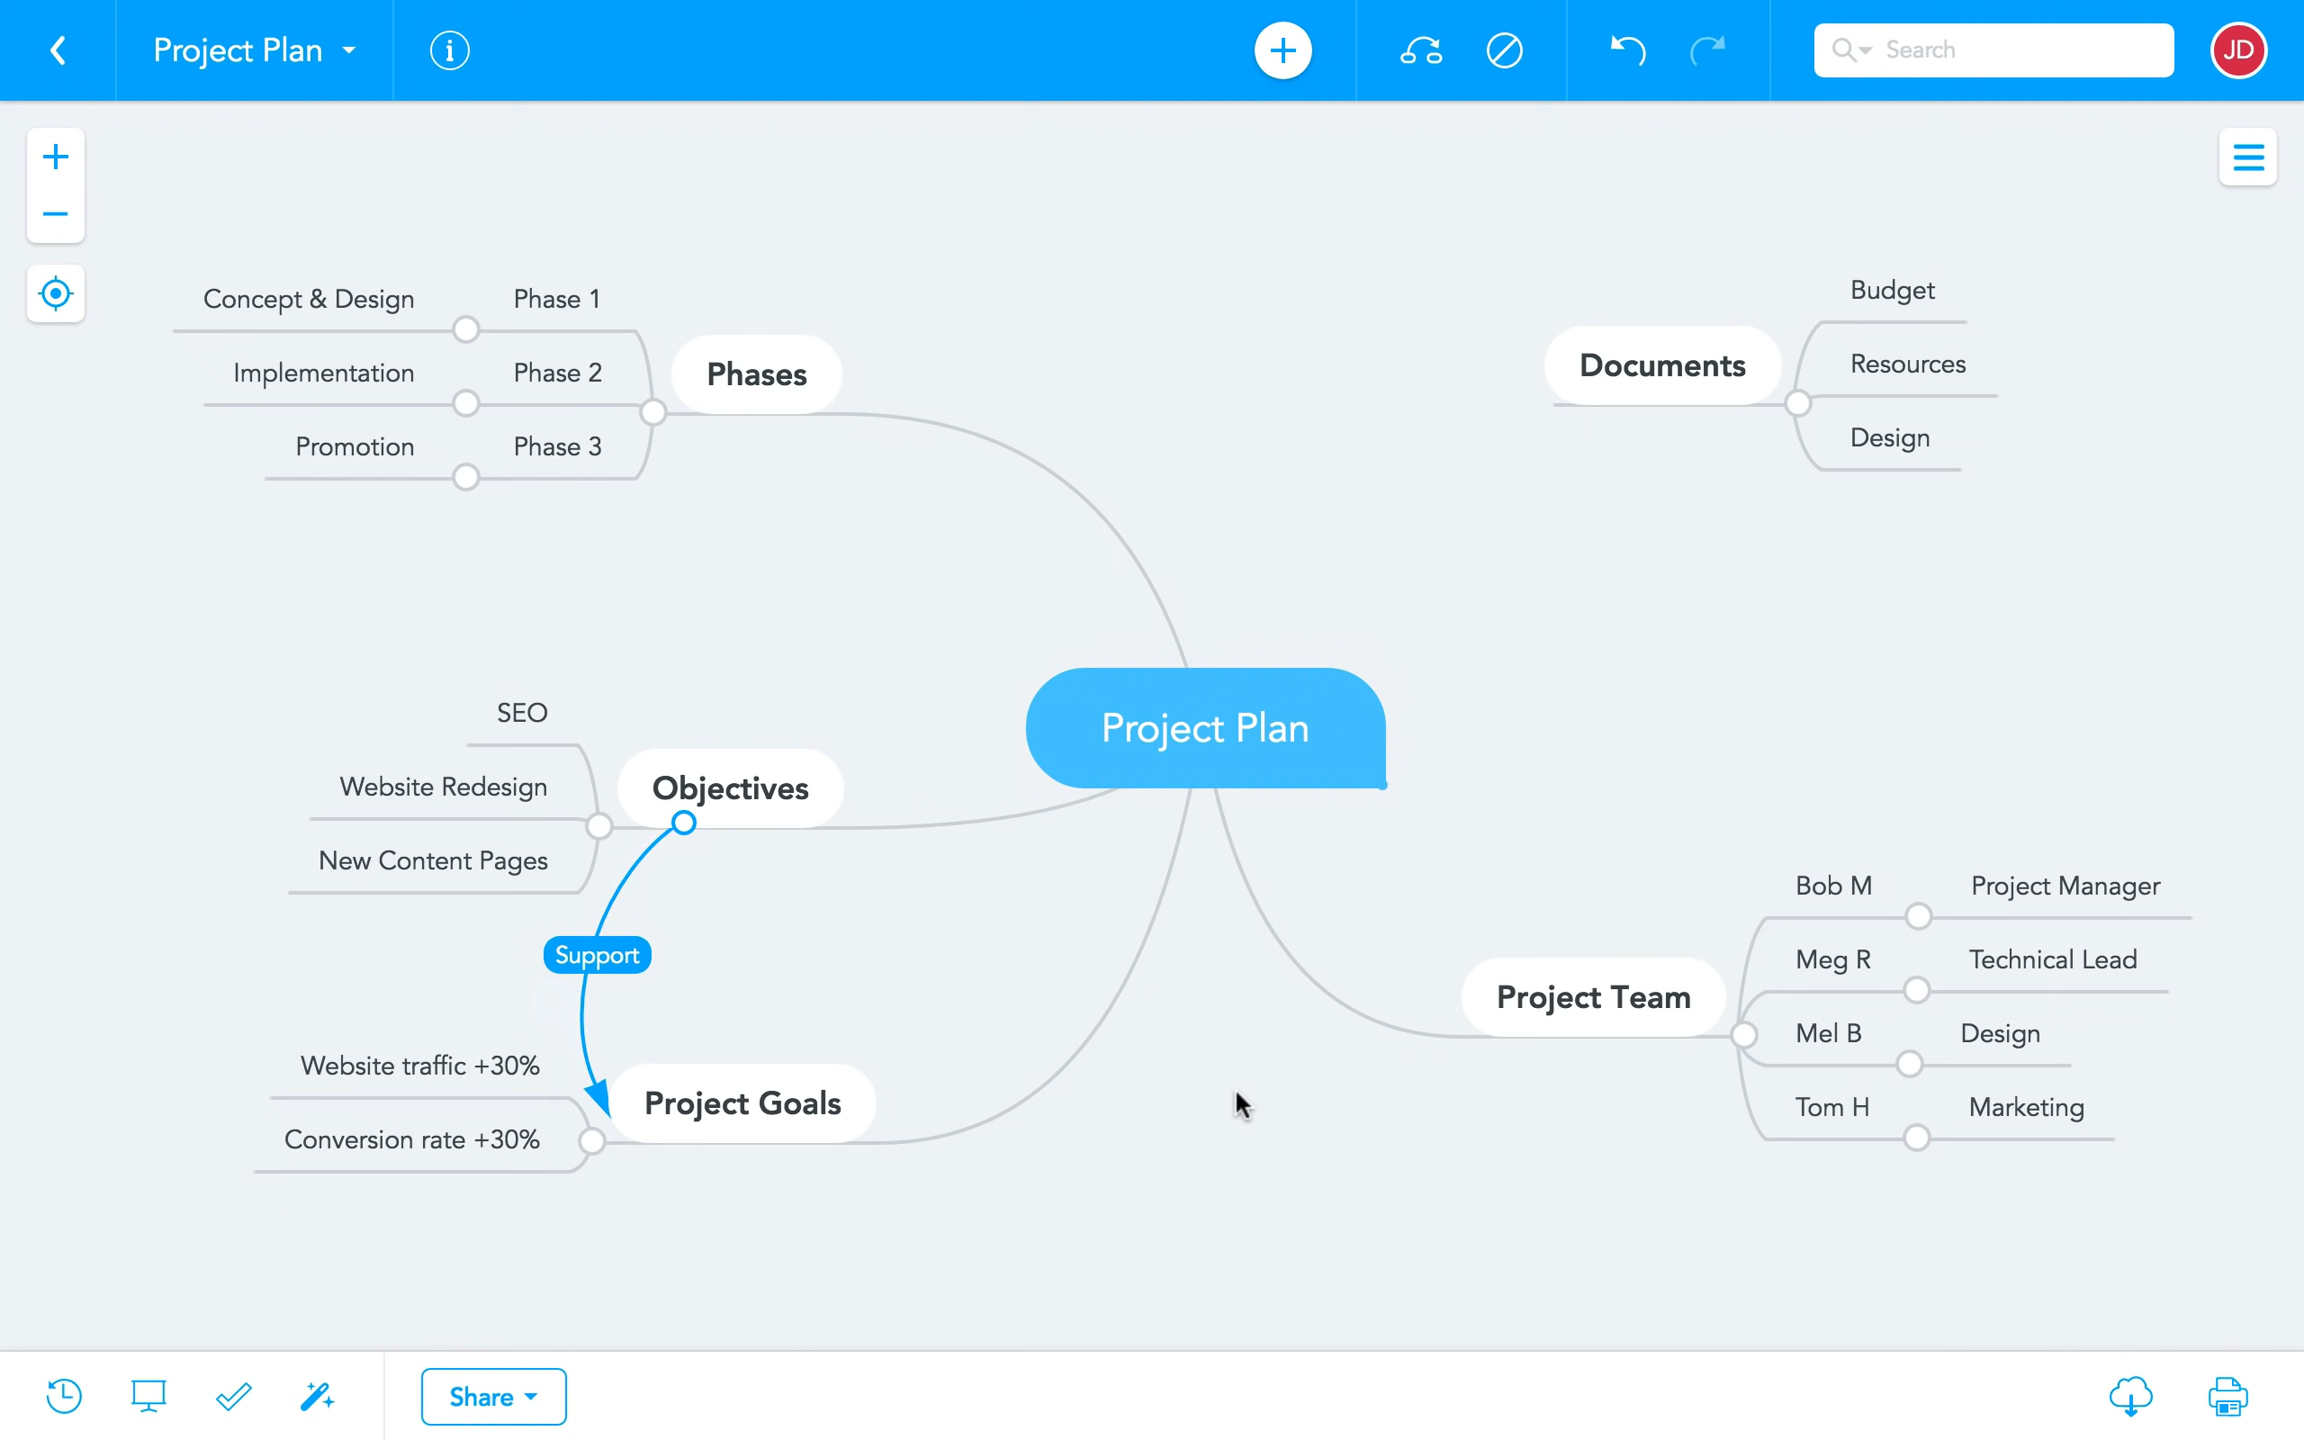 Project Plan
Search
JD
Concept & Design
Phase 1
Implementation
Phase 2
Promotion
Phase 3
Phases
Documents
Budget
Resources
Design
Project Plan
SEO
Website Redesign
New Content Pages
Objectives
Support
Website traffic +30%
Conversion rate +30%
Project Goals
Project Team
Bob M
Project Manager
Meg R
Technical Lead
Mel B
Design
Tom H
Marketing
Share